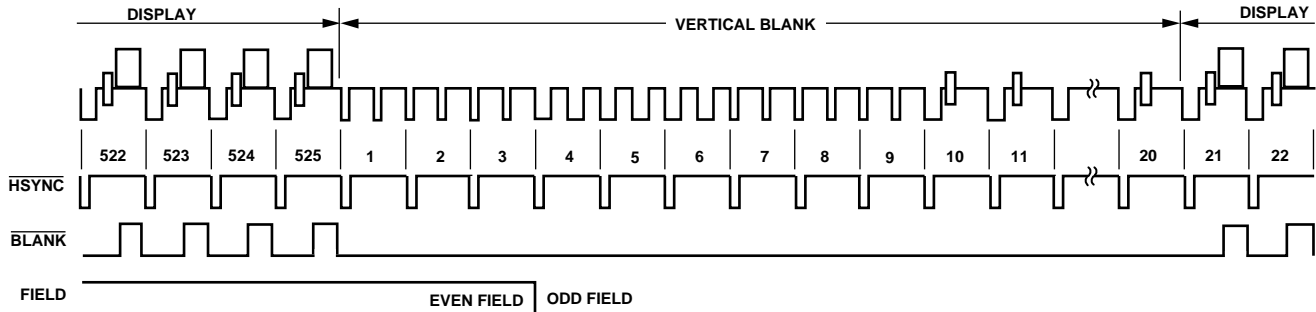 DISPLAY VERTICAL BLANK DISPLAY
522 523 524 525 1 2 3 4 5 6 7 8 9 10 11 20 21 22
HSYNC
BLANK
FIELD EVEN FIELD ODD FIELD